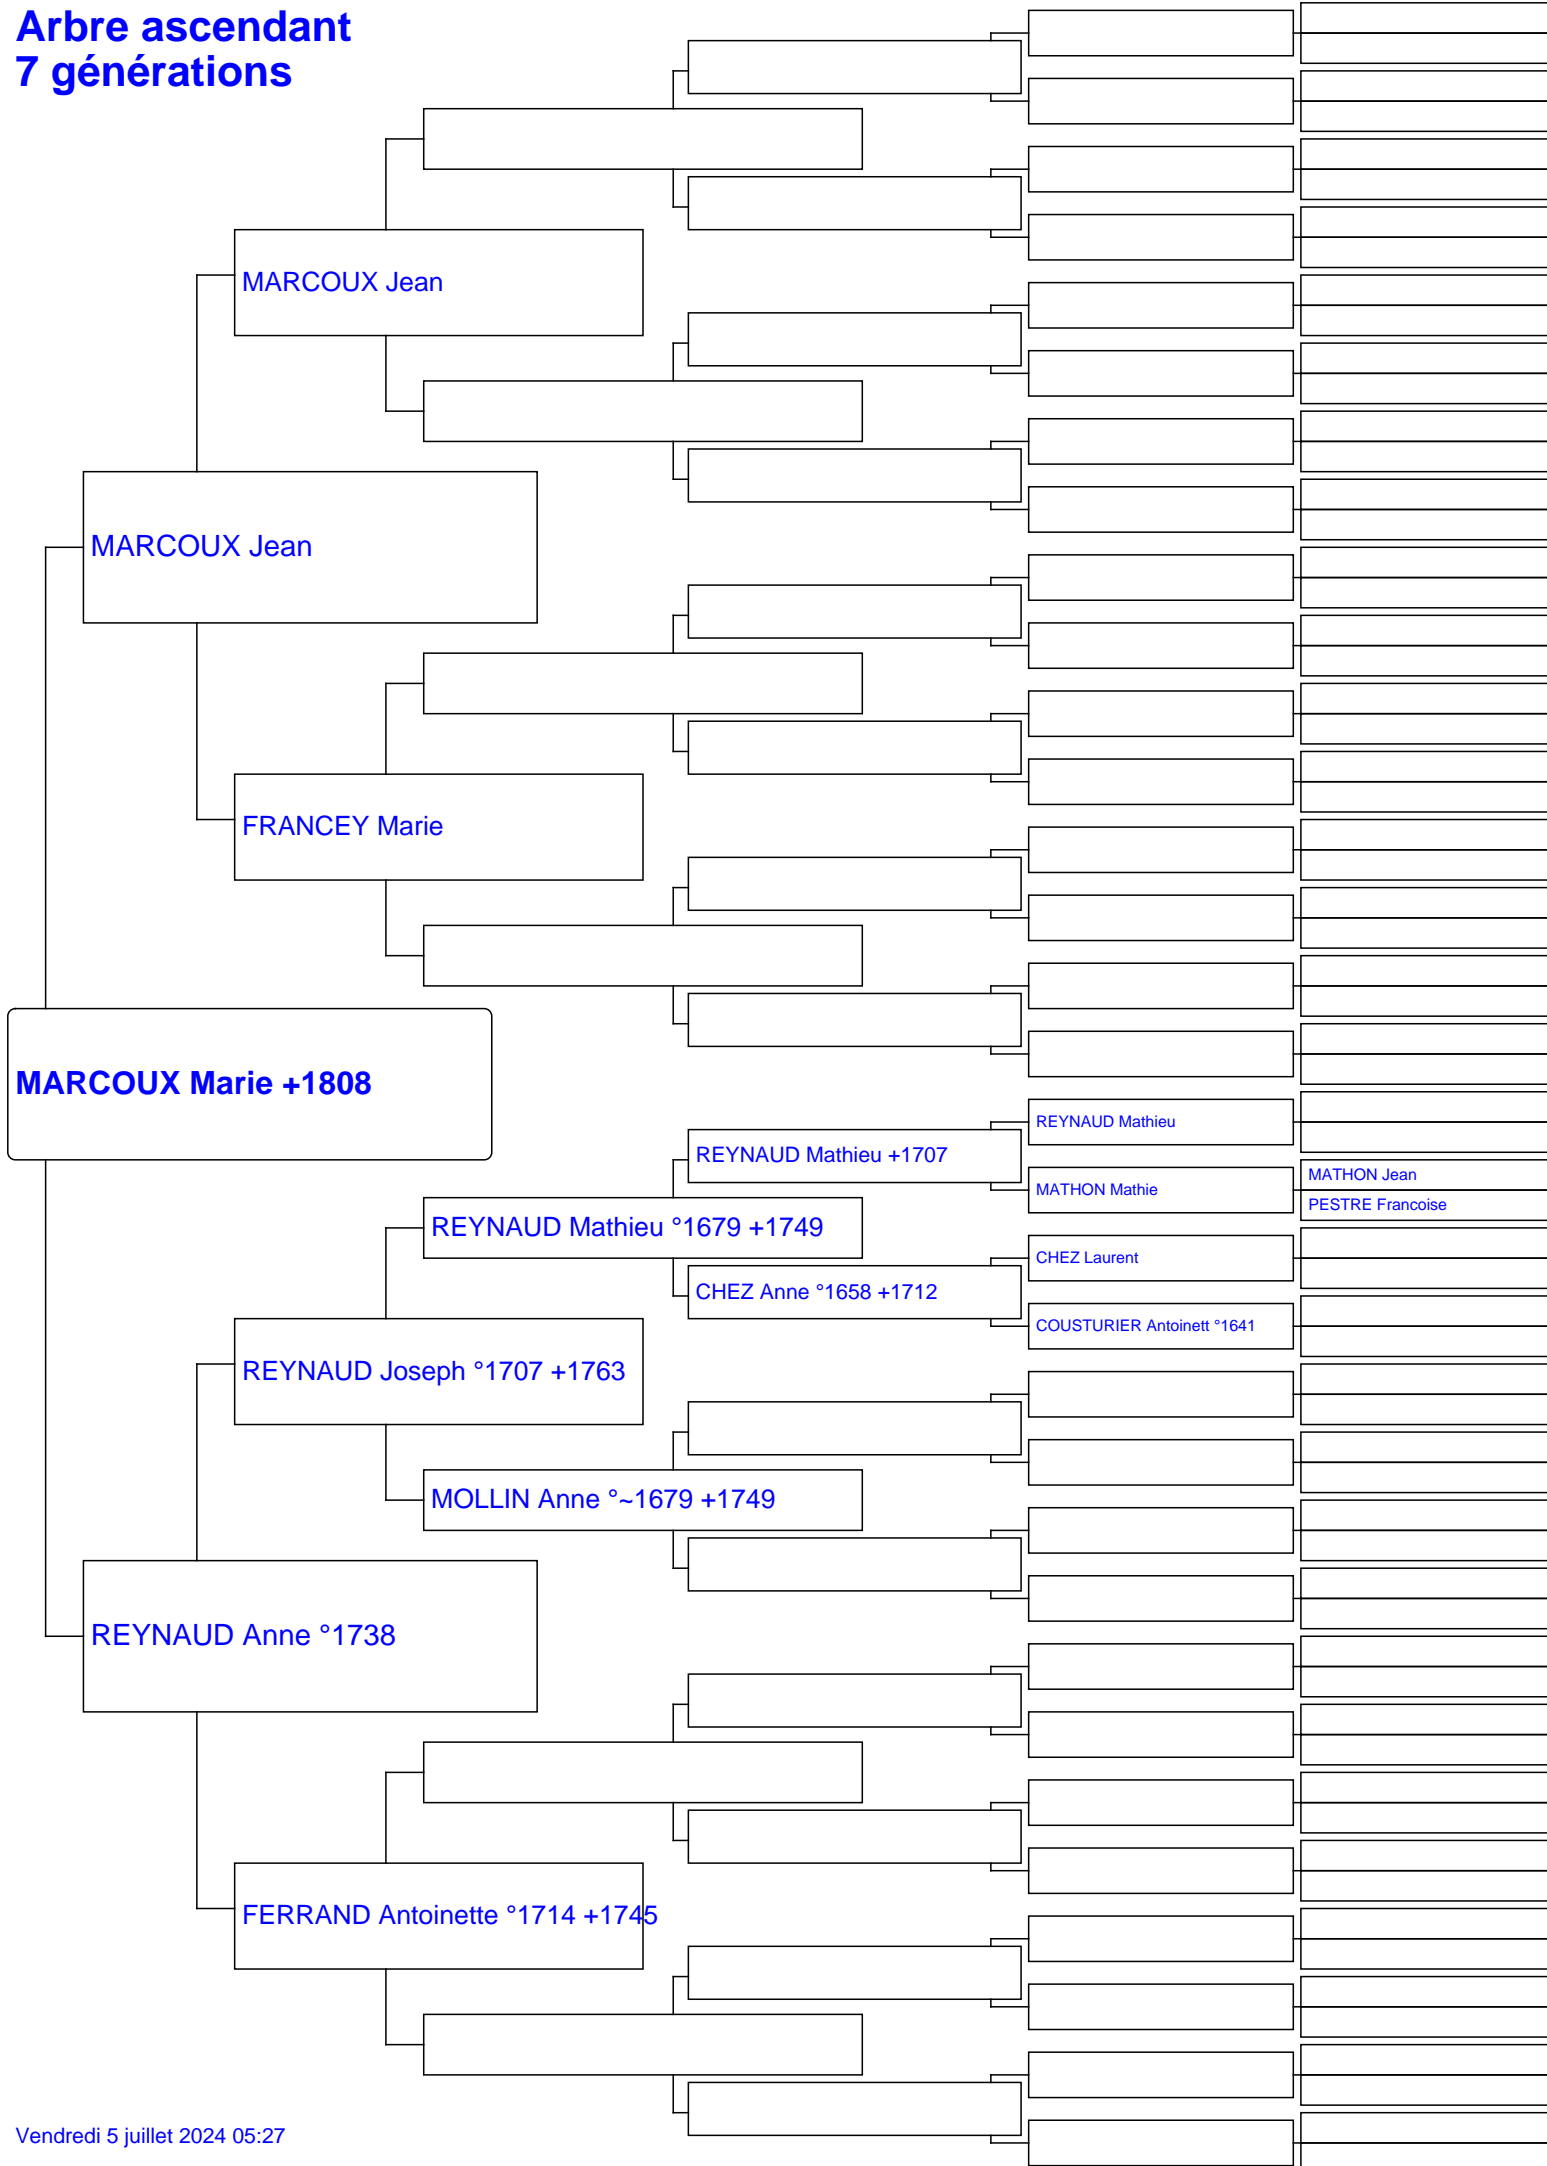 Arbre ascendant
7 générations
MARCOUX Jean
MARCOUX Jean
FRANCEY Marie
MARCOUX Marie +1808
REYNAUD Mathieu
REYNAUD Mathieu +1707
MATHON Jean
MATHON Mathie
PESTRE Francoise
REYNAUD Mathieu °1679 +1749
CHEZ Laurent
CHEZ Anne °1658 +1712
COUSTURIER Antoinett °1641
REYNAUD Joseph °1707 +1763
MOLLIN Anne °~1679 +1749
REYNAUD Anne °1738
FERRAND Antoinette °1714 +1745
Vendredi 5 juillet 2024 05:27